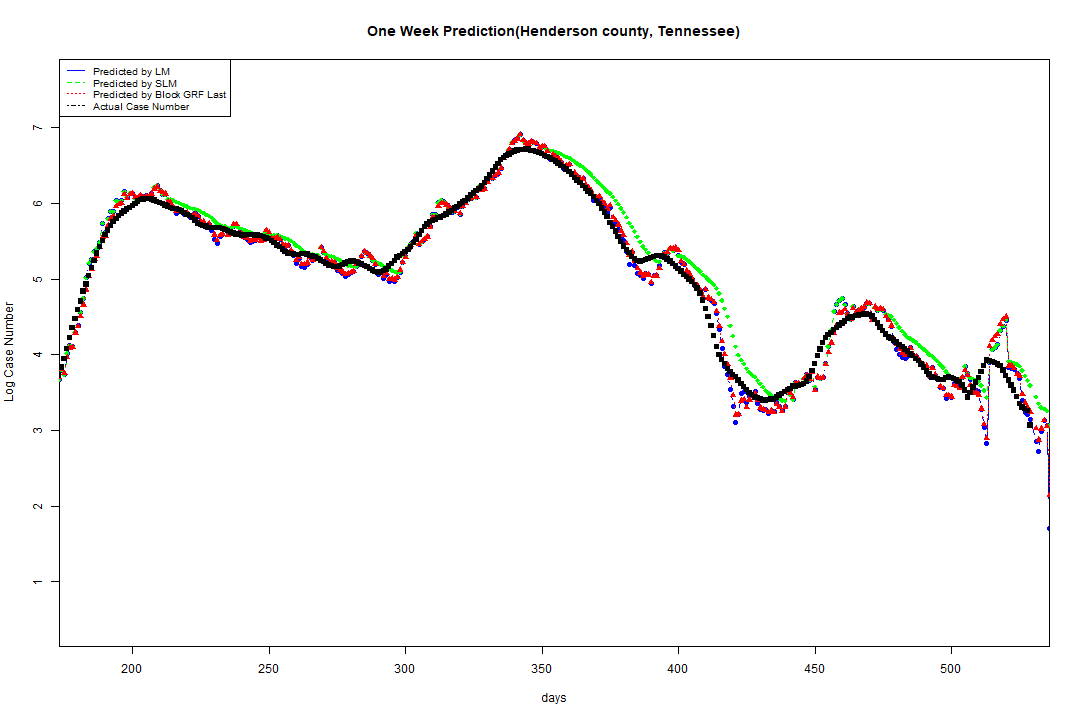 One Week Prediction(Henderson county, Tennessee)
Predicted by LM
Predicted by SLM
Predicted by Block GRF Last
Actual Case Number
Log Case Number
7
6
5
4
3
2
1
200 250 300 350 400 450 500
days